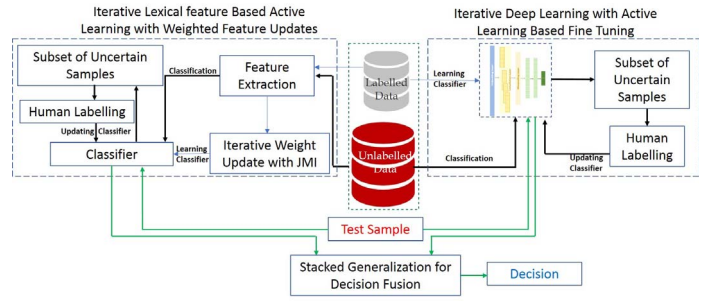 Iterative Lexical feature Based Active
Learning with Weighted Feature Updates
Iterative Deep Learning with Active
Learning Based Fine Tuning
Subset of Uncertain
Samples
Classification
Feature
Extraction
Labelled
Data
Learning
Classifier
Subset of
Uncertain
Samples
Human Labelling
Updating Classifier
Classifier
Learning
Classifier
Iterative Weight
Update with JMI
Unlabelled
Data
Classification
Updating
Classifier
Human
Labelling
Test Sample
Stacked Generalization for
Decision Fusion
Decision